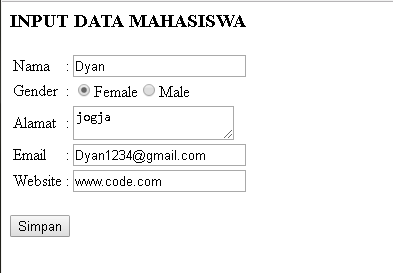 INPUT DATA MAHASISWA
Nama : Dyan
Gender : Female Male
Alamat : jogja
Email : Dyan1234@gmail.com
Website : www.code.com
Simpan